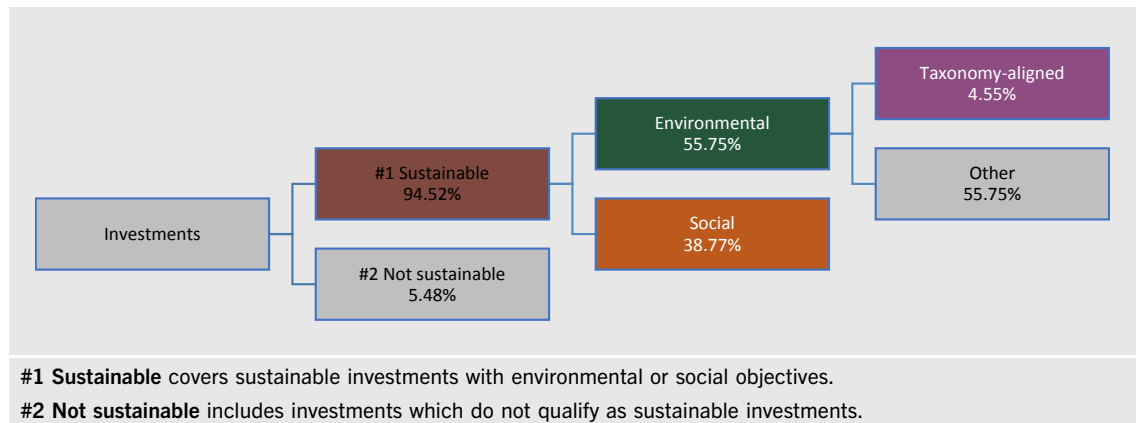 Investments
#1 Sustainable
94.52%
#2 Not sustainable
5.48%
Environmental
55.75%
Social
38.77%
Taxonomy-aligned
4.55%
Other
55.75%
#1 Sustainable covers sustainable investments with environmental or social objectives.
#2 Not sustainable includes investments which do not qualify as sustainable investments.